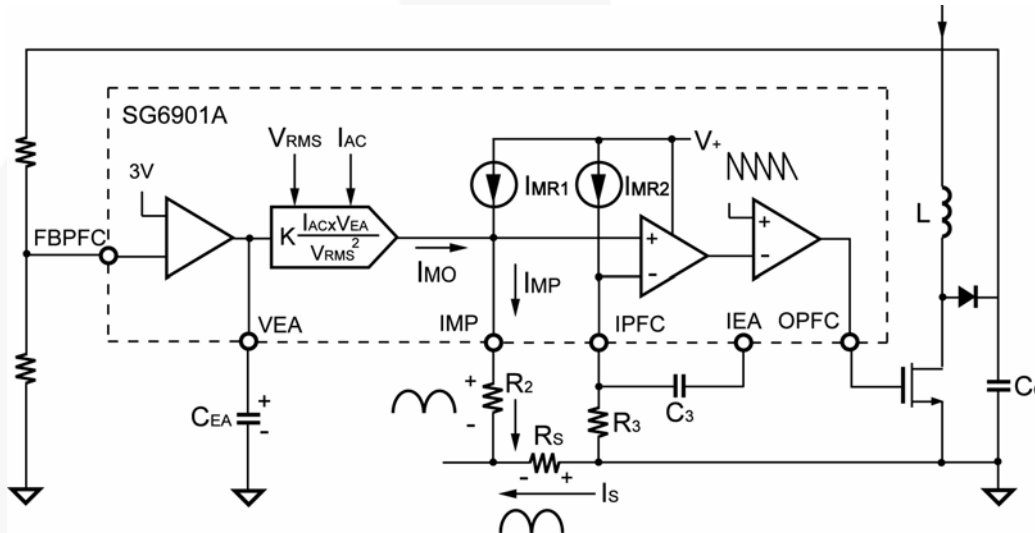 SG6901A
VRMS IAC
V+
3V
IMR1
IMR2
L
FBPFC
K IACxVEA
VRMS2
+
-
+
-
IMO
IMP
VEA
IMP
IPFC
IEA
OPFC
+
R2
-
C3
R3
CEA
+
-
RS
- +
IS